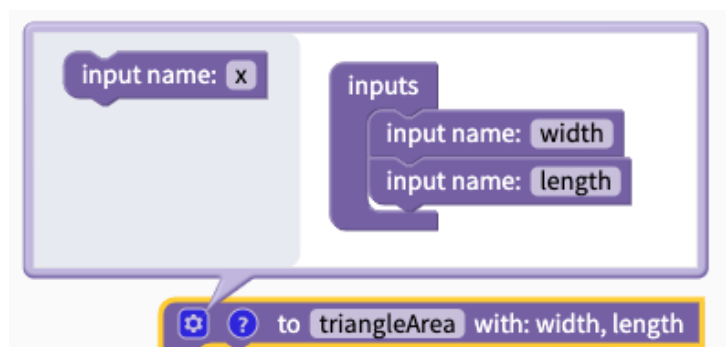 input name: x
inputs
input name: width
input name: length
? to triangleArea with: width, length